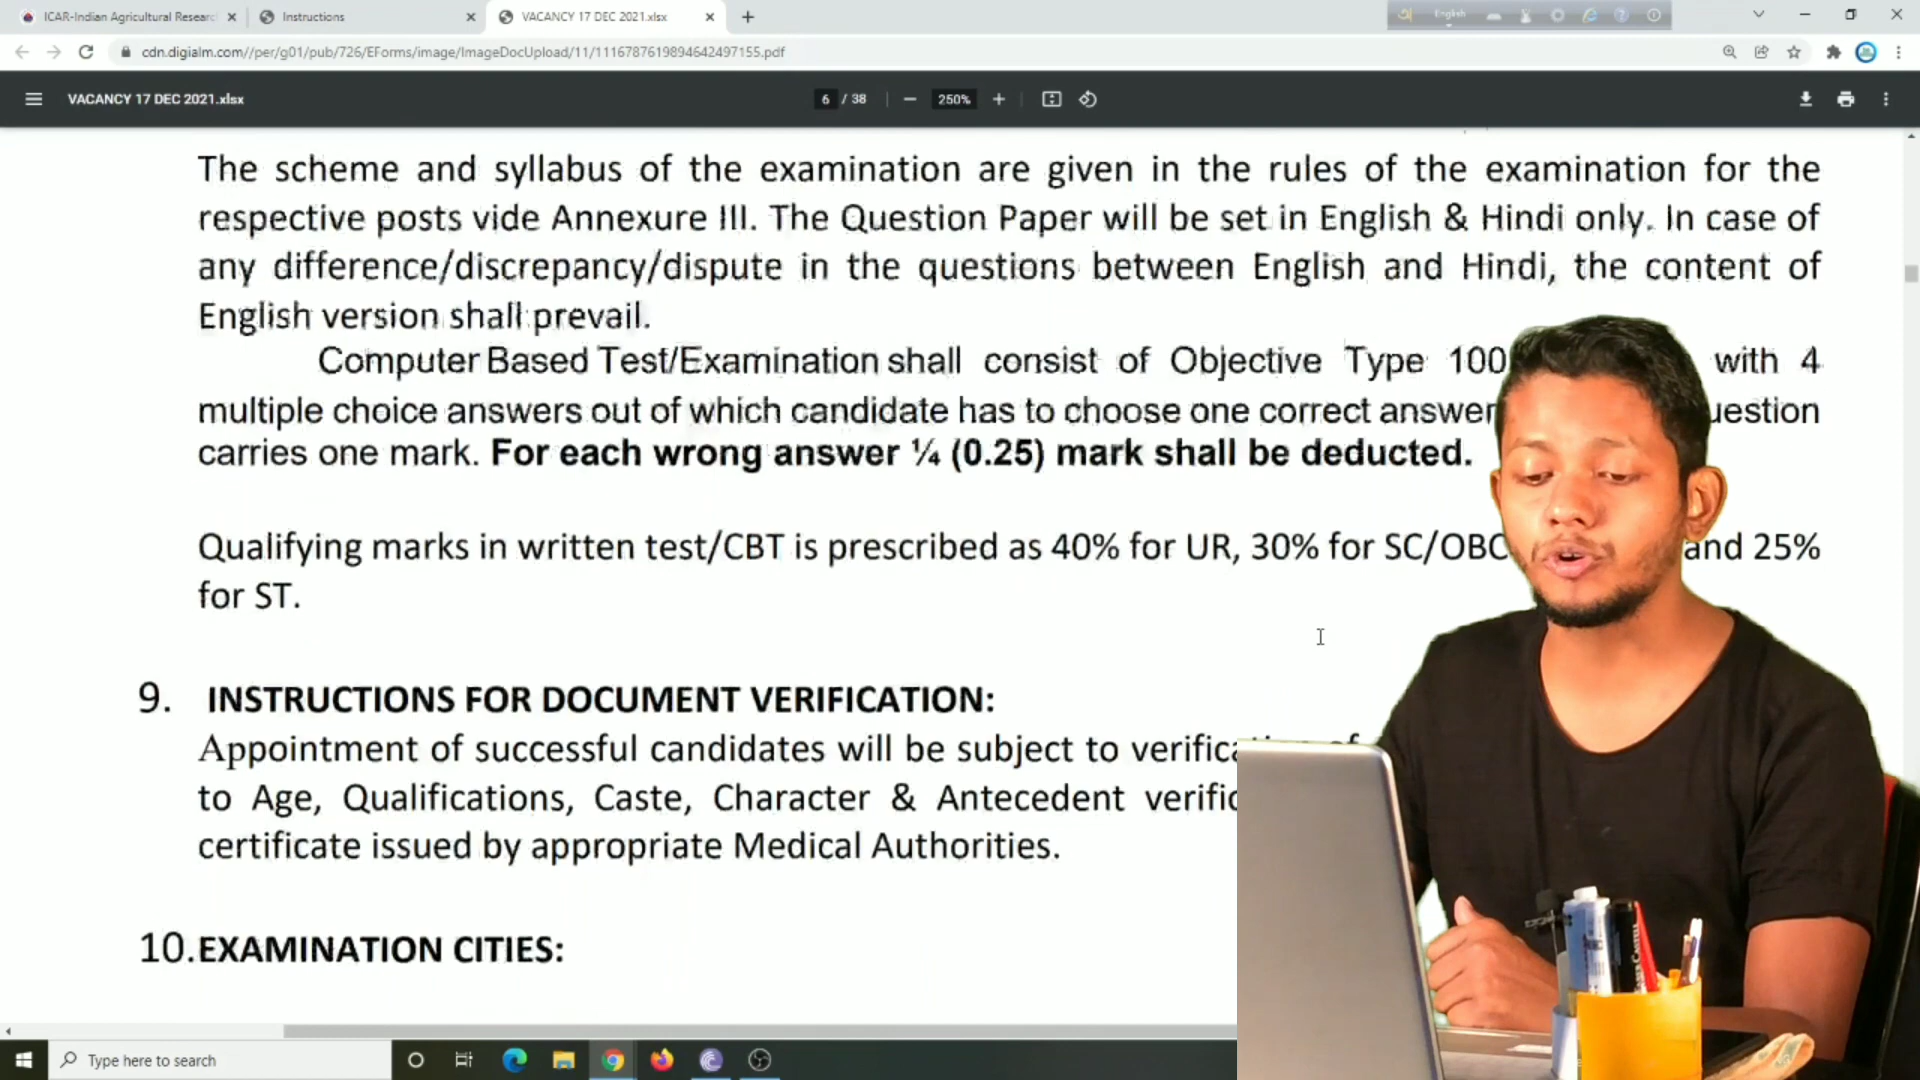 ICAR-Indian Agricultural Researc
Instructions
VACANCY 17 DEC 2021.xlsx
English
cdn.digialm.com//per/g01/pub/726/EForms/image/ImageDocUpload/11/1116787619894642497155.pdf
VACANCY 17 DEC 2021.xlsx
6 / 38
250%
The scheme and syllabus of the examination are given in the rules of the examination for the
respective posts vide Annexure III. The Question Paper will be set in English & Hindi only. In case of
any difference/discrepancy/dispute in the questions between English and Hindi, the content of
English version shall prevail.
Computer Based Test/Examination shall consist of Objective Type 100 with 4
multiple choice answers out of which candidate has to choose one correct answer uestion
carries one mark. For each wrong answer ¼ (0.25) mark shall be deducted.
Qualifying marks in written test/CBT is prescribed as 40% for UR, 30% for SC/OBC and 25%
for ST.
9. INSTRUCTIONS FOR DOCUMENT VERIFICATION:
Appointment of successful candidates will be subject to verification of
to Age, Qualifications, Caste, Character & Antecedent verific
certificate issued by appropriate Medical Authorities.
10. EXAMINATION CITIES:
Type here to search